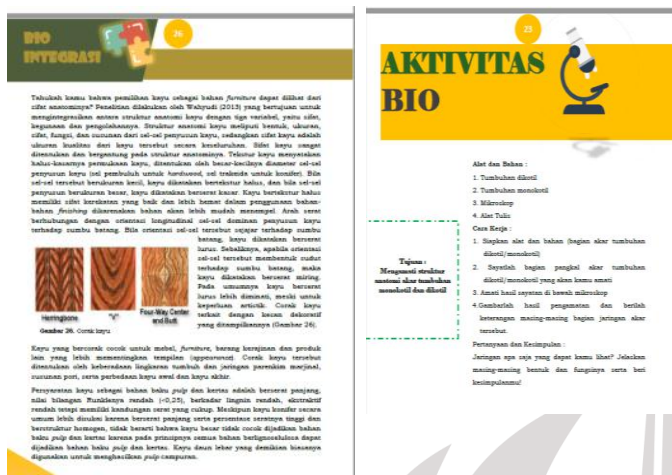 BIO
INTEGRASI
26
Tahukah kamu bahwa pemilihan kayu sebagai bahan furniture dapat dilihat dari
sifat anatominya? Penelitian dilakukan oleh Wahyudi (2013) yang bertujuan untuk
mengintegrasikan antara struktur anatomi kayu dengan tiga variabel, yaitu sifat,
kegunaan dan pengolahannya. Struktur anatomi kayu meliputi bentuk, ukuran,
sifat, fungsi, dan susunan dari sel-sel penyusun kayu, sedangkan sifat kayu adalah
ukuran kualitas dari kayu tersebut secara keseluruhan. Sifat kayu sangat
ditentukan dan bergantung pada struktur anatominya. Tekstur kayu menyatakan
halus-kasarnya permukaan kayu, ditentukan oleh besar-kecilnya diameter sel-sel
penyusun kayu (sel pembuluh untuk hardwood, sel trakeida untuk konifer). Bila
sel-sel tersebut berukuran kecil, kayu dikatakan bertekstur halus, dan bila sel-sel
penyusun berukuran besar, kayu dikatakan berserat kasar. Kayu bertekstur halus
memiliki sifat kerekatan yang baik dan lebih hemat dalam penggunaan bahan-
bahan finishing dikarenakan bahan akan lebih mudah menempel. Arah serat
berhubungan dengan orientasi longitudinal sel-sel dominan penyusun kayu
terhadap sumbu batang. Bila orientasi sel-sel tersebut sejajar terhadap sumbu
batang, kayu dikatakan berserat
lurus. Sebaliknya, apabila orientasi
sel-sel tersebut membentuk sudut
terhadap sumbu batang, maka
kayu dikatakan berserat miring.
Pada umumnya kayu berserat
lurus lebih diminati, meski untuk
keperluan artistik. Corak kayu
terkait dengan kesan dekoratif
yang ditampilkannya (Gambar 26).
Herringbone
"V"
Four-Way Center
and Butt
Gambar 26. Corak kayu
Kayu yang bercorak cocok untuk mebel, furniture, barang kerajinan dan produk
lain yang lebih mementingkan tempilan (appearance). Corak kayu tersebut
ditentukan oleh keberadaan lingkaran tumbuh dan jaringan parenkim marjinal,
susunan pori, serta perbedaan kayu awal dan kayu akhir.
Persyaratan kayu sebagai bahan baku pulp dan kertas adalah berserat panjang,
nilai bilangan Runklenya rendah (<0,25), berkadar lingnin rendah, ekstraktif
rendah tetapi memiliki kandungan serat yang cukup. Meskipun kayu konifer secara
umum lebih disukai karena berserat panjang serta persentase seratnya tinggi dan
berstruktur homogen, tidak berarti bahwa kayu besar tidak cocok dijadikan bahan
baku pulp dan kertas karena pada prinsipnya semua bahan berlignoselulosa dapat
dijadikan bahan baku pulp dan kertas. Kayu daun lebar yang demikian biasanya
digunakan untuk menghasilkan pulp campuran.
23
AKTIVITAS
BIO
Tujuan :
Mengamati struktur
anatomi akar tumbuhan
monokotil dan dikotil
Alat dan Bahan :
1. Tumbuhan dikotil
2. Tumbuhan monokotil
3. Mikroskop
4. Alat Tulis
Cara Kerja :
1. Siapkan alat dan bahan (bagian akar tumbuhan
dikotil/monokotil)
2. Sayatlah bagian pangkal akar tumbuhan
dikotil/monokotil yang akan kamu amati
3. Amati hasil sayatan di bawah mikroskop
4. Gambarlah hasil pengamatan dan berilah
keterangan masing-masing bagian jaringan akar
tersebut.
Pertanyaan dan Kesimpulan :
Jaringan apa saja yang dapat kamu lihat? Jelaskan
masing-masing bentuk dan fungsinya serta beri
kesimpulanmu!